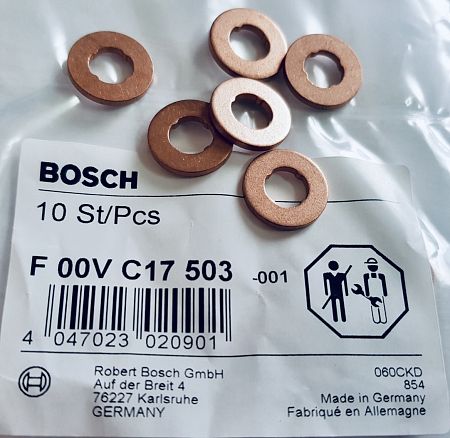 BOSCH
10 St/Pcs
F 00V C17 503 -001
4 047023 020901
Robert Bosch GmbH
Auf der Breit 4
76227 Karlsruhe
GERMANY
060CKD
854
Made in Germany
Fabriqué en Allemagne